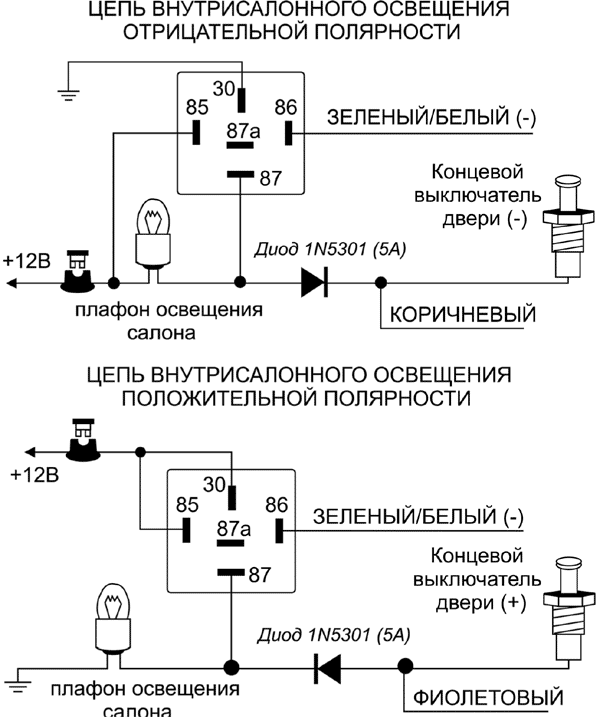 ЦЕПЬ ВНУТРИСАЛОННОГО ОСВЕЩЕНИЯ
ОТРИЦАТЕЛЬНОЙ ПОЛЯРНОСТИ
30
85
86
87а
87
ЗЕЛЕНЫЙ/БЕЛЫЙ (-)
Концевой
выключатель
двери (-)
+12В
Диод 1N5301 (5А)
плафон освещения
салона
КОРИЧНЕВЫЙ
ЦЕПЬ ВНУТРИСАЛОННОГО ОСВЕЩЕНИЯ
ПОЛОЖИТЕЛЬНОЙ ПОЛЯРНОСТИ
+12В
30
85
86
87а
87
ЗЕЛЕНЫЙ/БЕЛЫЙ (-)
Концевой
выключатель
двери (+)
Диод 1N5301 (5А)
плафон освещения
салона
ФИОЛЕТОВЫЙ